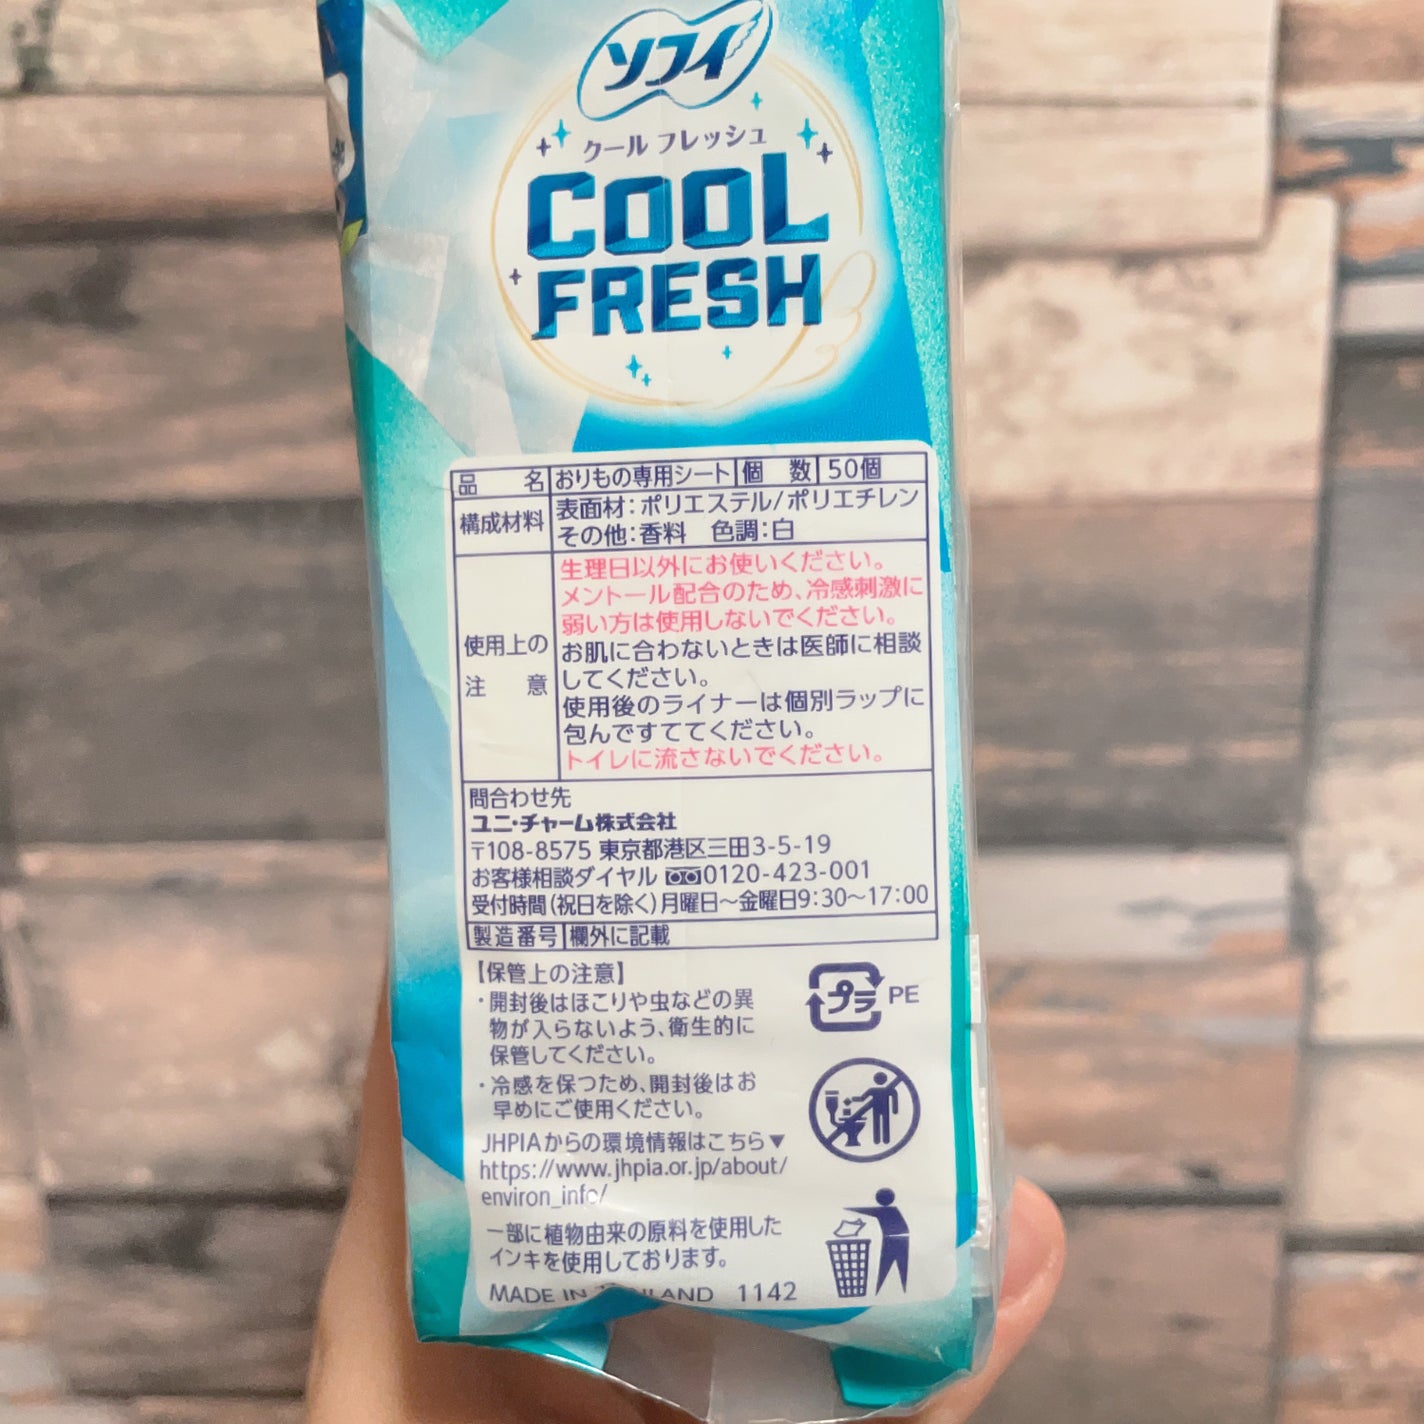 ソフィ
クール フレッシュ
COOL
FRESH
品 名 おりもの専用シート 個 数 50個
構成材料 表面材：ポリエステル/ポリエチレン
その他：香料 色調：白
使用上の注 意
生理日以外にお使いください。
メントール配合のため、冷感刺激に
弱い方は使用しないでください。
お肌に合わないときは医師に相談
してください。
使用後のライナーは個別ラップに
包んですててください。
トイレに流さないでください。
問合わせ先
ユニ・チャーム株式会社
〒108-8575 東京都港区三田3-5-19
お客様相談ダイヤル 0120-423-001
受付時間(祝日を除く)月曜日～金曜日9：30～17：00
製造番号 欄外に記載
【保管上の注意】
・開封後はほこりや虫などの異
物が入らないよう、衛生的に
保管してください。
・冷感を保つため、開封後はお
早めにご使用ください。
プラ PE
JHPIAからの環境情報はこちら▼
https://www.jhpia.or.jp/about/
environ_info/
一部に植物由来の原料を使用した
インキを使用しております。
MADE IN THAILAND 1142